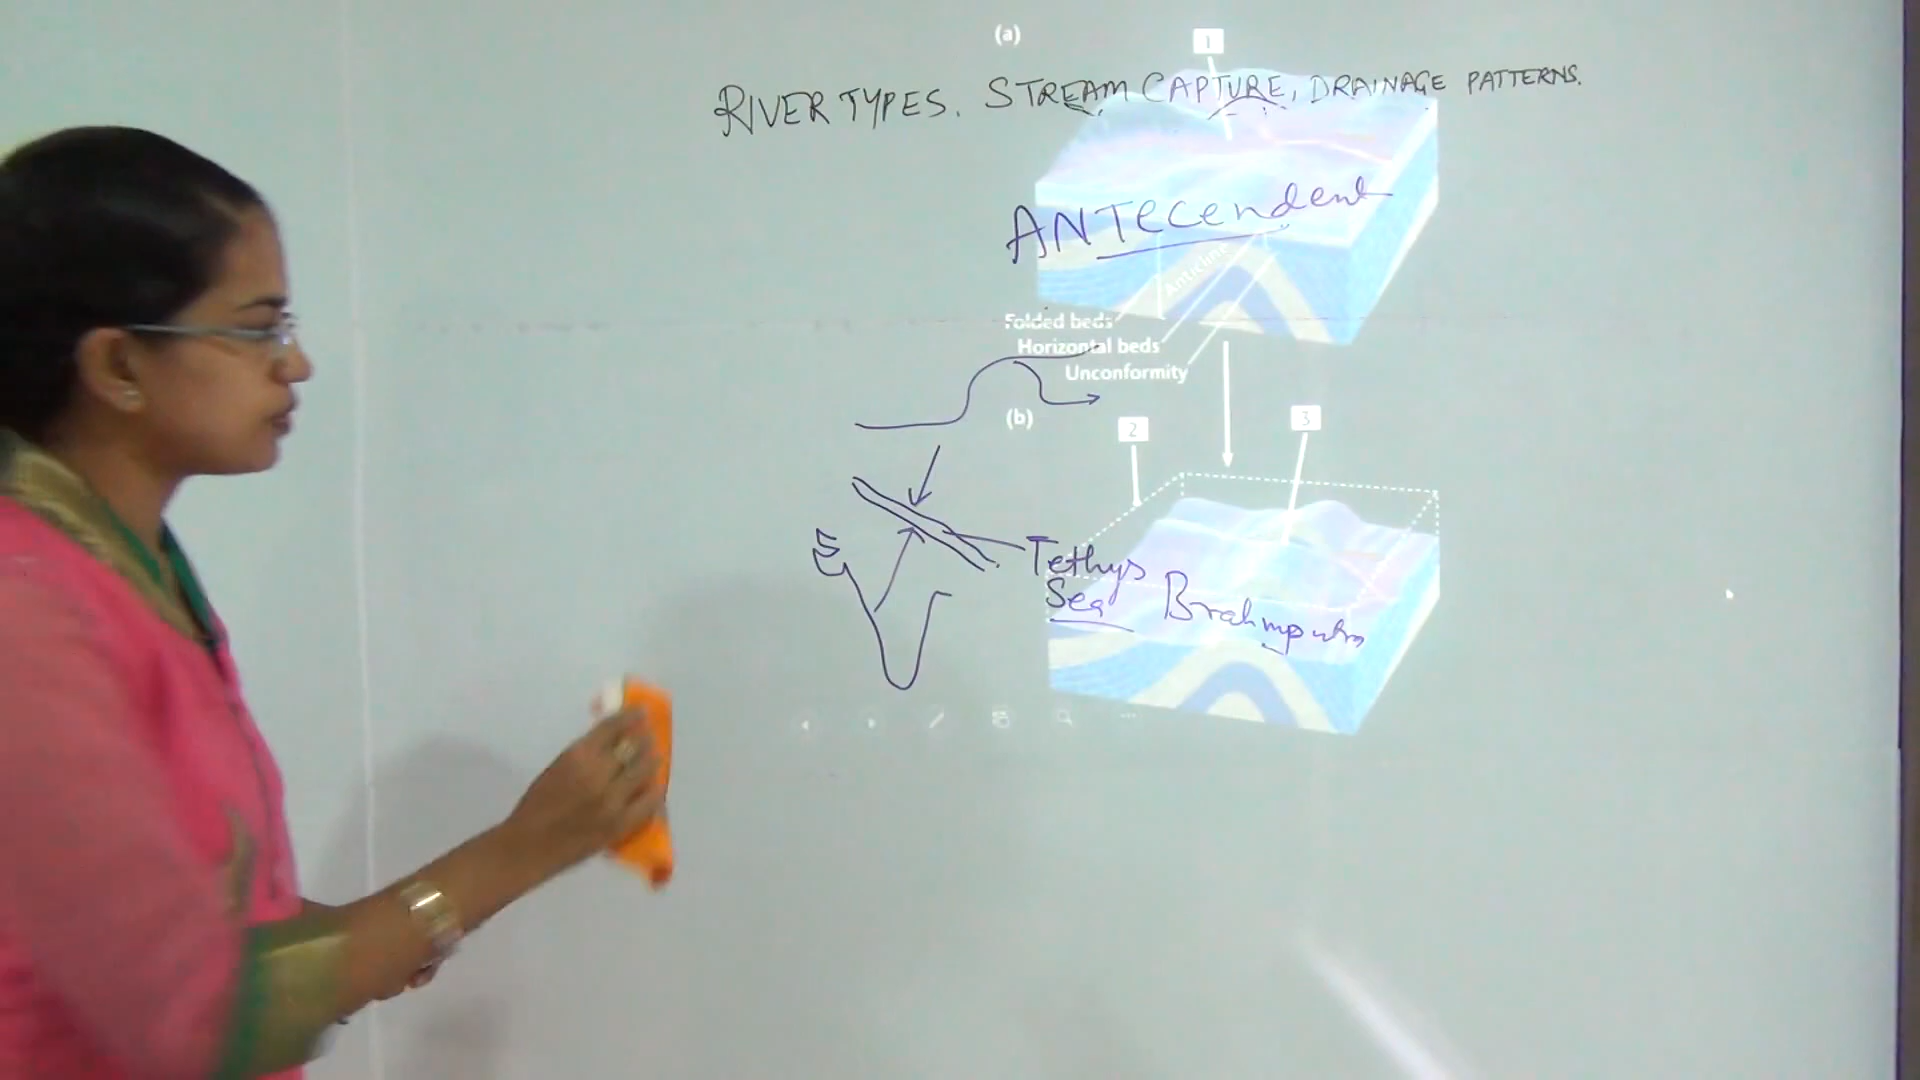 (a)
1
RIVER TYPES. STREAM CAPTURE, DRAINAGE PATTERNS.
ANTECendent
Anticline
Folded beds
Horizontal beds
Unconformity
(b)
2
3
Tethys
Sea
Brahmputra